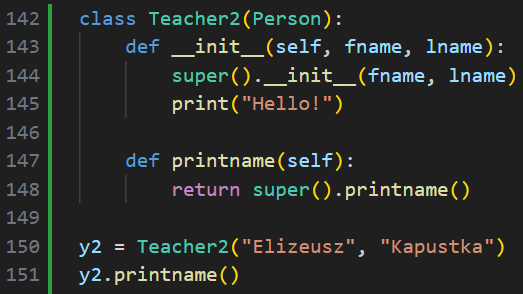 142 class Teacher2(Person):
143     def __init__(self, fname, lname):
144         super().__init__(fname, lname)
145         print("Hello!")
146
147     def printname(self):
148         return super().printname()
149
150 y2 = Teacher2("Elizeusz", "Kapustka")
151 y2.printname()